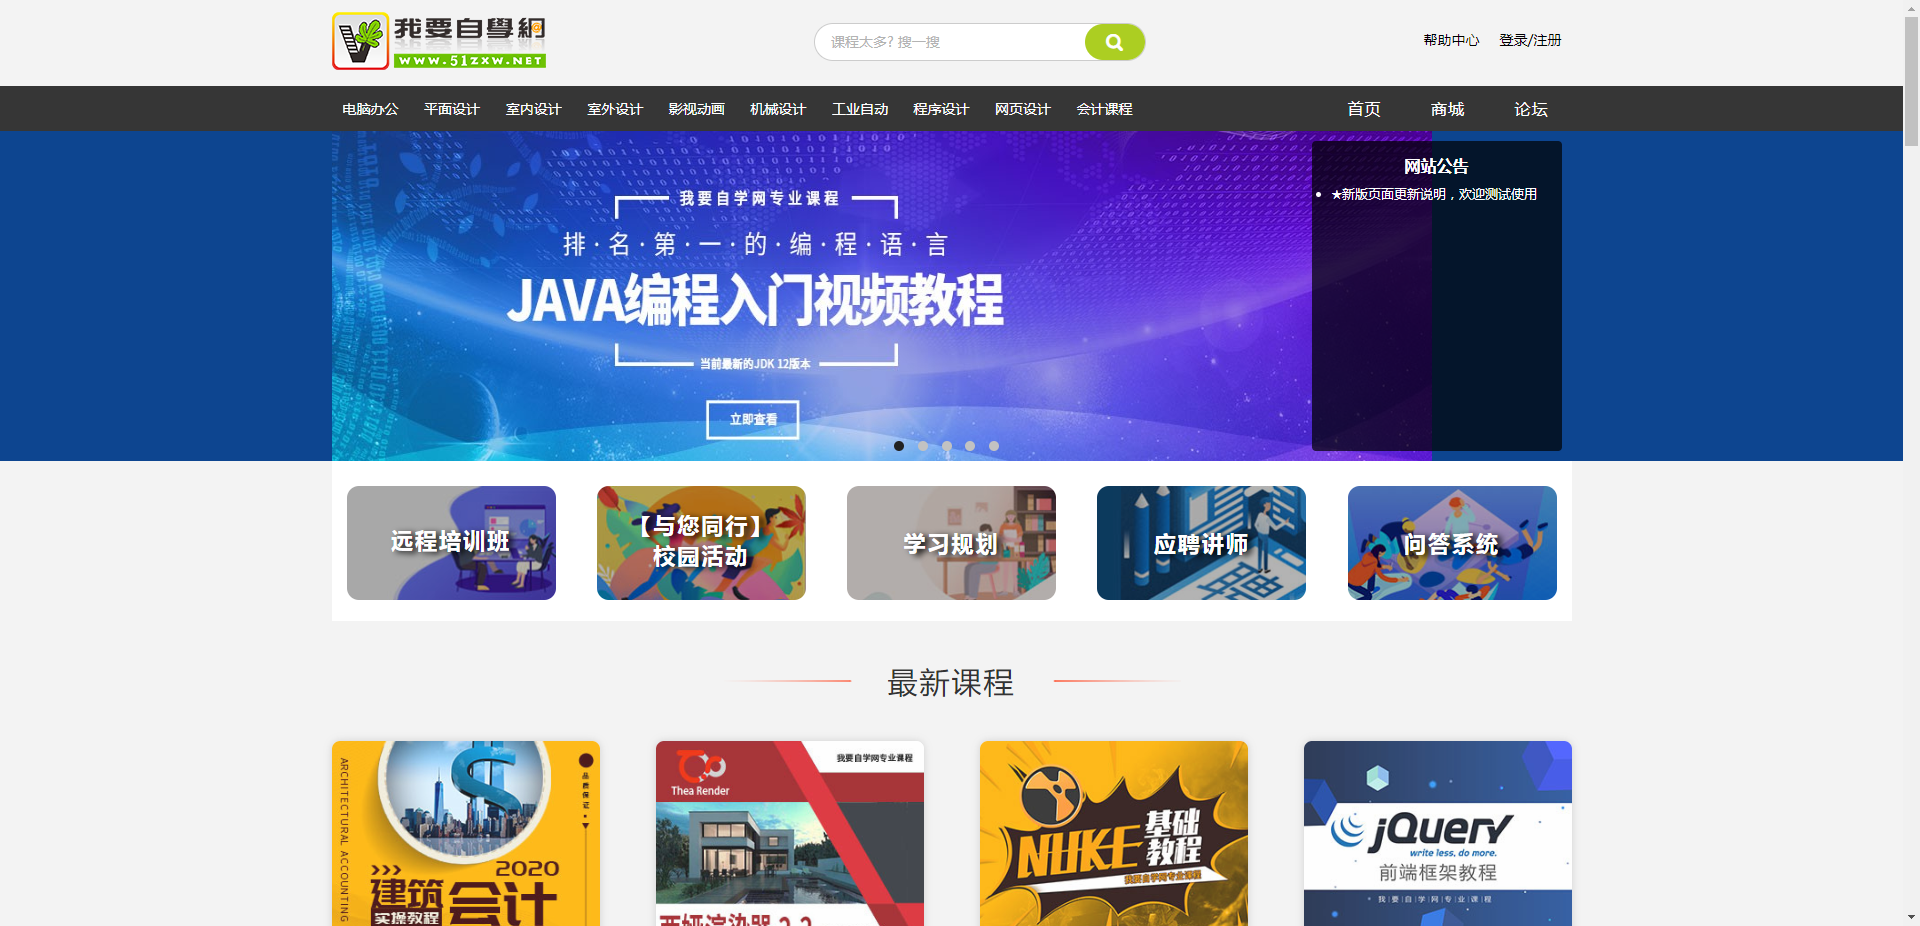 我要自學網
WWW.51ZXW.NET
课程太多? 搜一搜
帮助中心 登录/注册
电脑办公 平面设计 室内设计 室外设计 影视动画 机械设计 工业自动 程序设计 网页设计 会计课程 首页 商城 论坛
我要自学网专业课程
排·名·第·一·的·编·程·语·言
JAVA编程入门视频教程
当前最新的JDK 12版本
立即查看
网站公告
★新版页面更新说明，欢迎测试使用
远程培训班
【与您同行】
校园活动
学习规划
应聘讲师
问答系统
最新课程
ARCHITECTURAL ACCOUNTING
品质保证
2020
建筑会计
实操教程
我要自学网专业课程
Thea Render
NUKE基础教程
我要自学网专业课程
jQuery
write less, do more.
前端框架教程
我|要|自|学|网|专|业|课|程